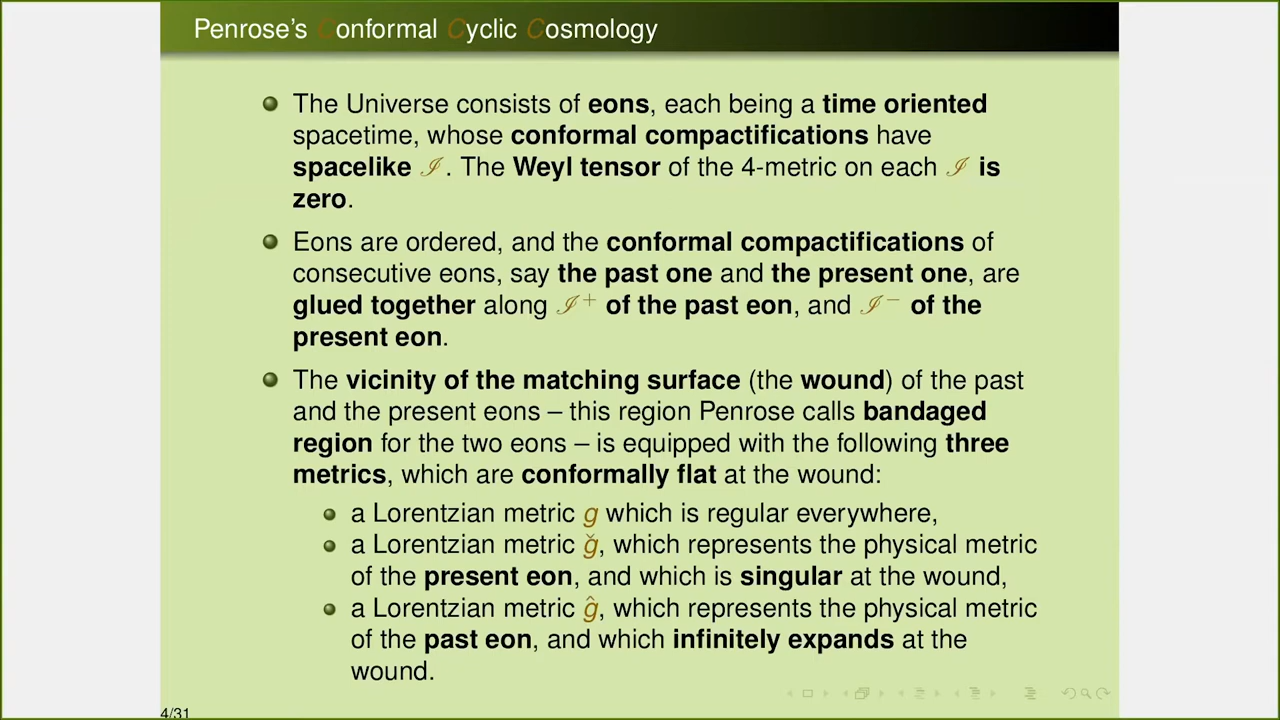 Penrose's Conformal Cyclic Cosmology
The Universe consists of eons, each being a time oriented
spacetime, whose conformal compactifications have
spacelike ℐ. The Weyl tensor of the 4-metric on each ℐ is
zero.
Eons are ordered, and the conformal compactifications of
consecutive eons, say the past one and the present one, are
glued together along ℐ⁺ of the past eon, and ℐ⁻ of the
present eon.
The vicinity of the matching surface (the wound) of the past
and the present eons – this region Penrose calls bandaged
region for the two eons – is equipped with the following three
metrics, which are conformally flat at the wound:
a Lorentzian metric g which is regular everywhere,
a Lorentzian metric ǧ, which represents the physical metric
of the present eon, and which is singular at the wound,
a Lorentzian metric ĝ, which represents the physical metric
of the past eon, and which infinitely expands at the
wound.
4/31